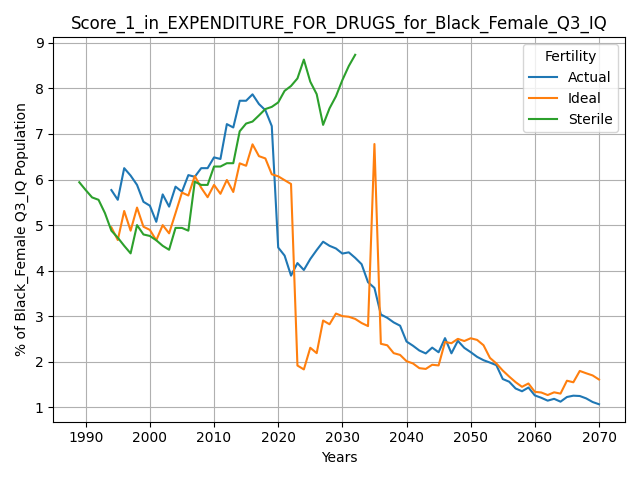 Score_1_in_EXPENDITURE_FOR_DRUGS_for_Black_Female_Q3_IQ
% of Black_Female Q3_IQ Population
9
8
7
6
5
4
3
2
1
Fertility
Actual
Ideal
Sterile
1990
2000
2010
2020
2030
2040
2050
2060
2070
Years